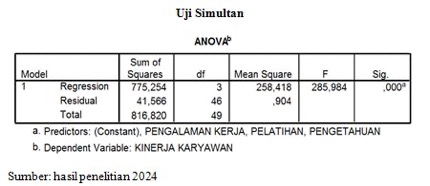 Uji Simultan
ANOVAb
Model Sum of Squares df Mean Square F Sig.
1 Regression 775,254 3 258,418 285,984 ,000a
Residual 41,566 46 ,904
Total 816,820 49
a. Predictors: (Constant), PENGALAMAN KERJA, PELATIHAN, PENGETAHUAN
b. Dependent Variable: KINERJA KARYAWAN
Sumber: hasil penelitian 2024